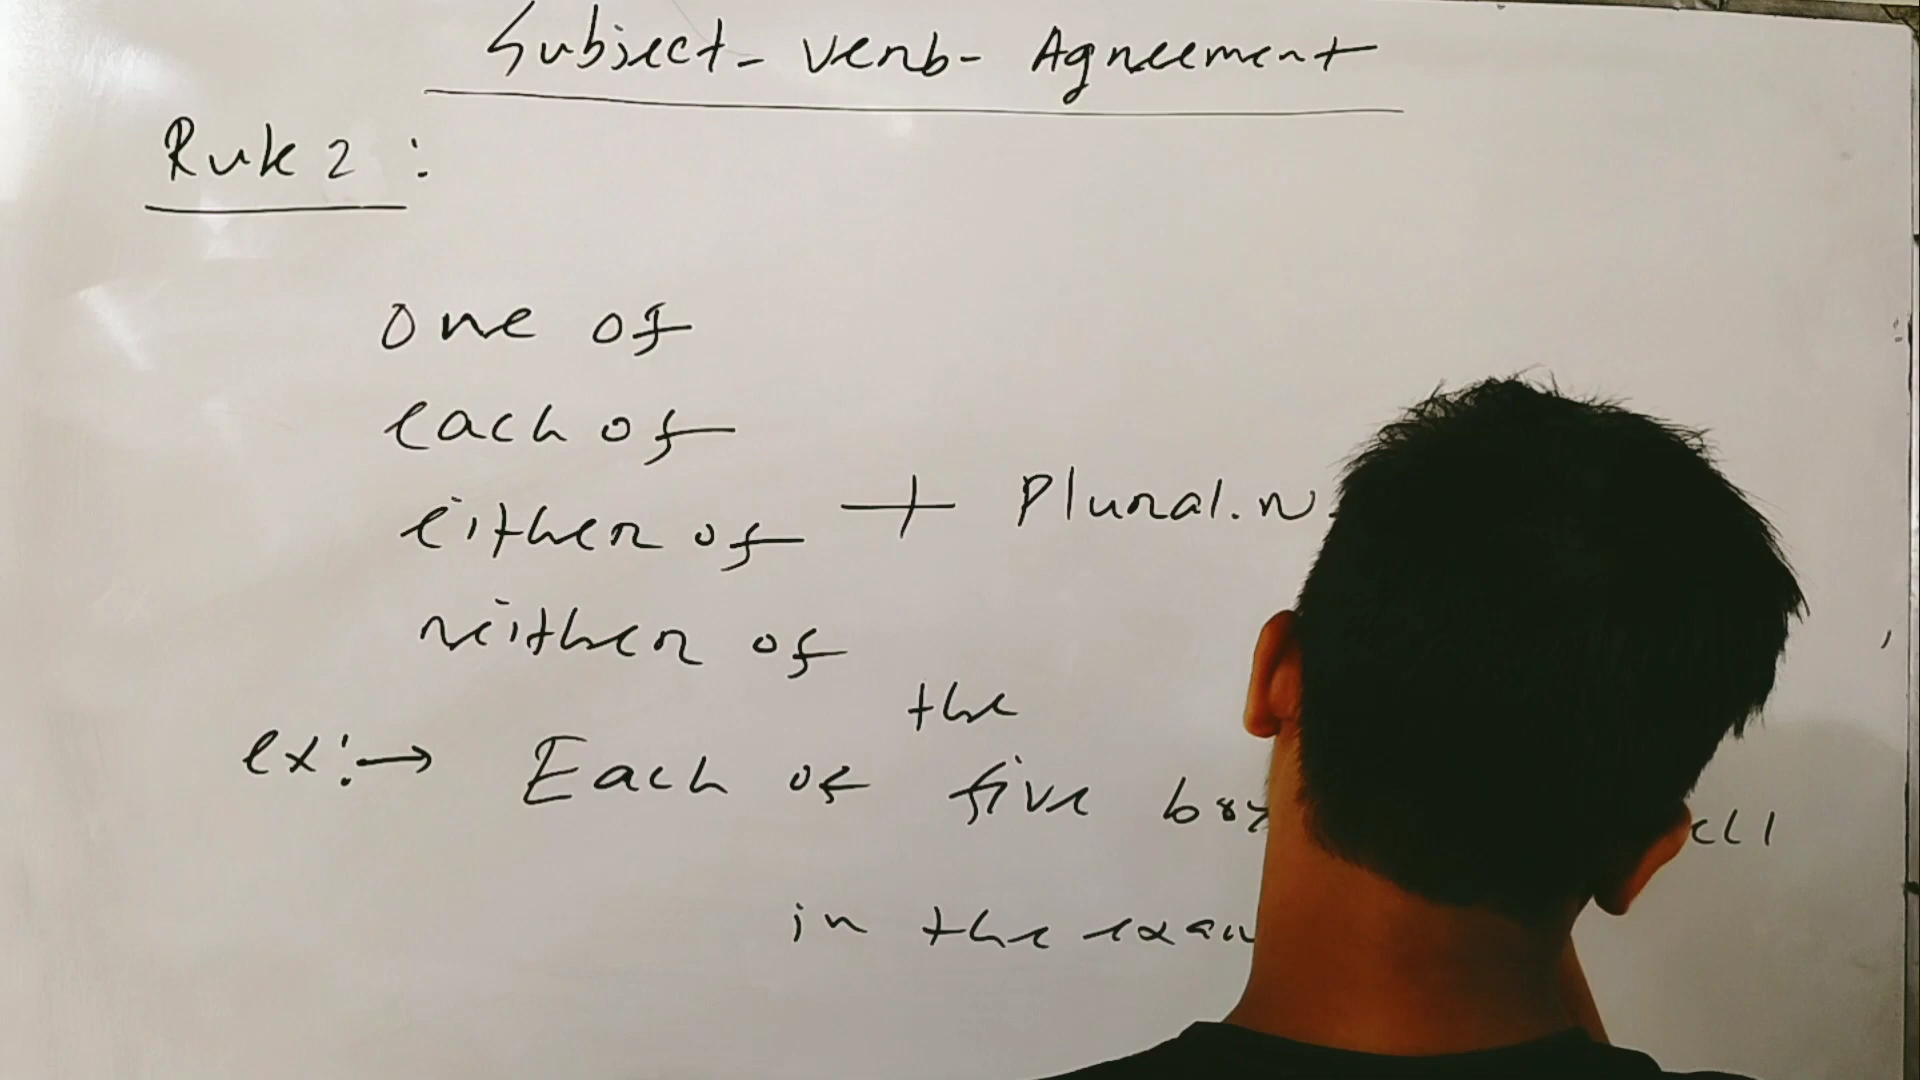 Subject-Verb-Agreement
Rule 2 :
one of
each of
either of + Plural. n
neither of
the
ex:→ Each of five
in the